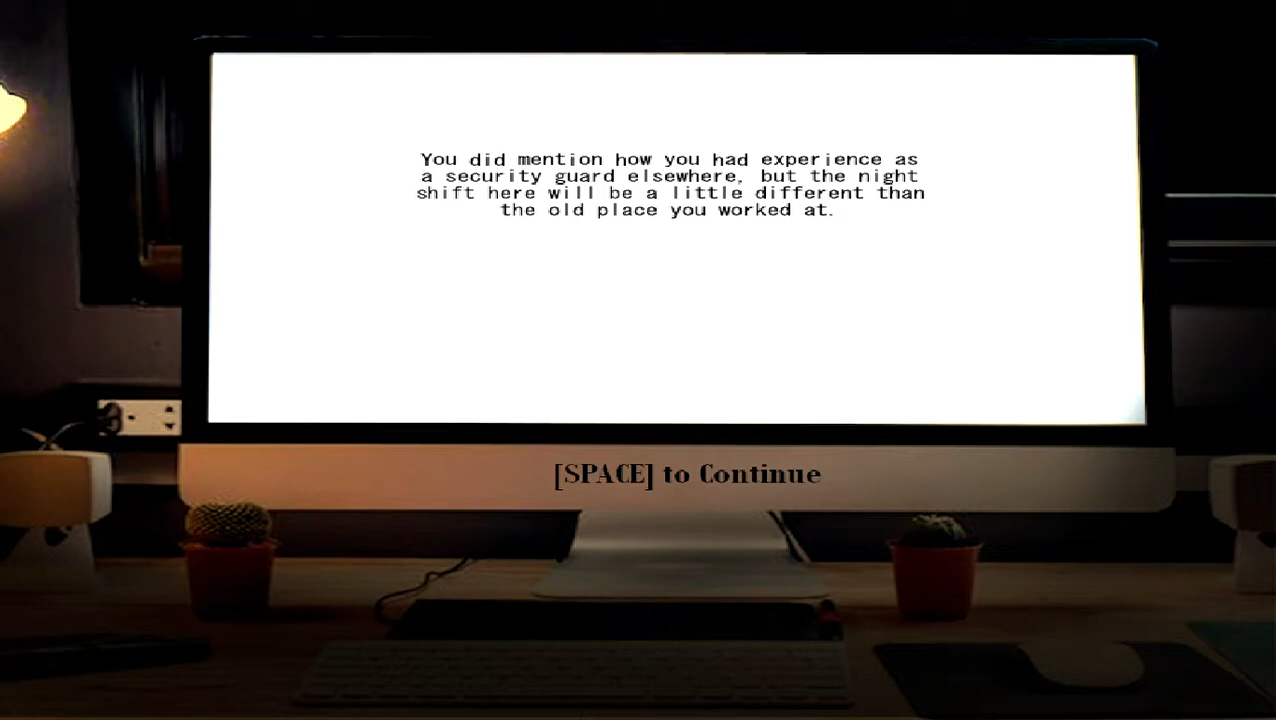 You did mention how you had experience as
a security guard elsewhere, but the night
shift here will be a little different than
the old place you worked at.
[SPACE] to Continue